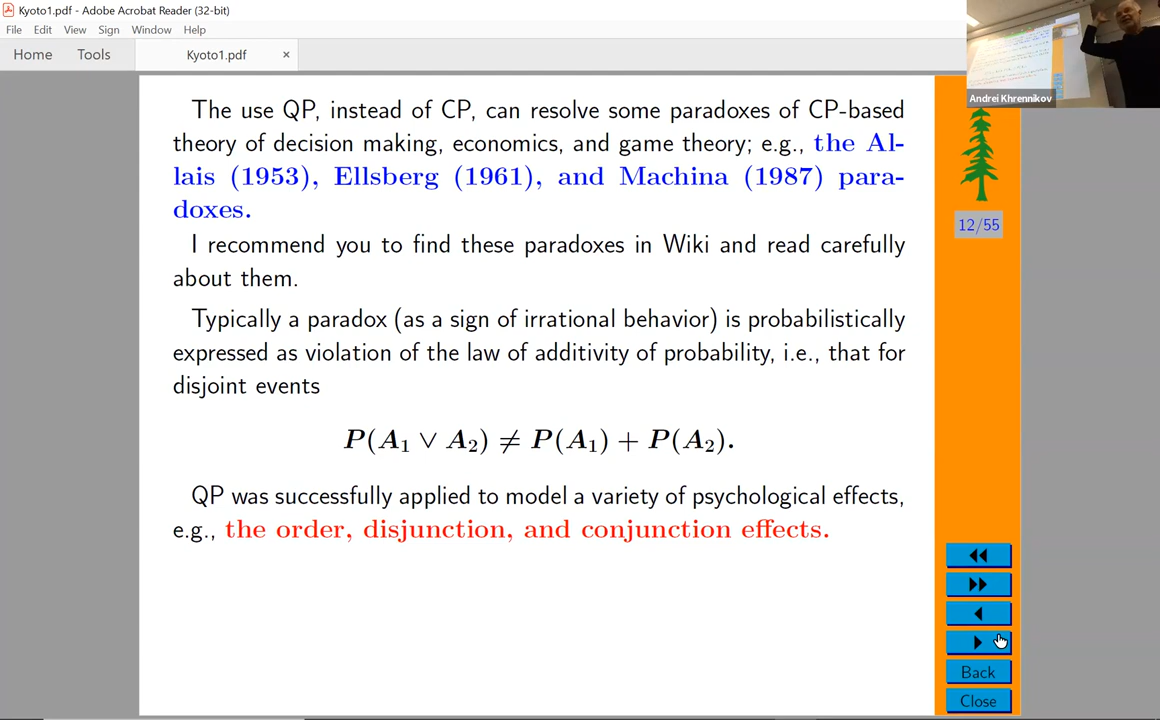 Kyoto1.pdf - Adobe Acrobat Reader (32-bit)
File Edit View Sign Window Help
Home Tools Kyoto1.pdf ×
Andrei Khrennikov
The use QP, instead of CP, can resolve some paradoxes of CP-based
theory of decision making, economics, and game theory; e.g., the Al-
lais (1953), Ellsberg (1961), and Machina (1987) para-
doxes.
I recommend you to find these paradoxes in Wiki and read carefully
about them.
Typically a paradox (as a sign of irrational behavior) is probabilistically
expressed as violation of the law of additivity of probability, i.e., that for
disjoint events
P(A₁ ∨ A₂) ≠ P(A₁) + P(A₂).
QP was successfully applied to model a variety of psychological effects,
e.g., the order, disjunction, and conjunction effects.
12/55
Back
Close